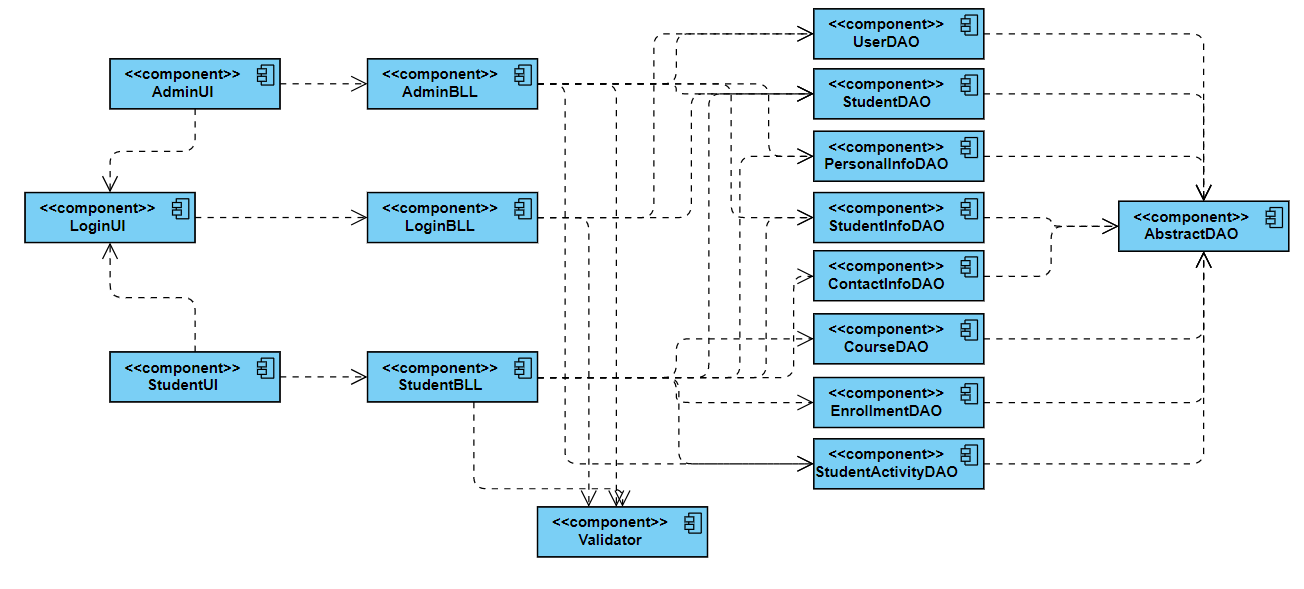 <<component>>
AdminUI
<<component>>
LoginUI
<<component>>
StudentUI
<<component>>
AdminBLL
<<component>>
LoginBLL
<<component>>
StudentBLL
<<component>>
Validator
<<component>>
UserDAO
<<component>>
StudentDAO
<<component>>
PersonalInfoDAO
<<component>>
StudentInfoDAO
<<component>>
ContactInfoDAO
<<component>>
CourseDAO
<<component>>
EnrollmentDAO
<<component>>
StudentActivityDAO
<<component>>
AbstractDAO